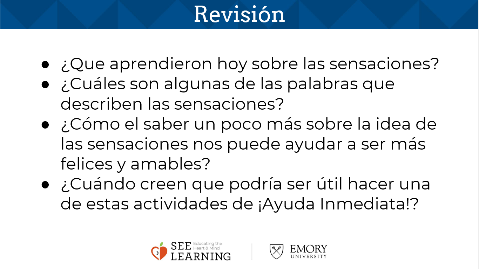 Revisión
● ¿Que aprendieron hoy sobre las sensaciones?
● ¿Cuáles son algunas de las palabras que
describen las sensaciones?
● ¿Cómo el saber un poco más sobre la idea de
las sensaciones nos puede ayudar a ser más
felices y amables?
● ¿Cuándo creen que podría ser útil hacer una
de estas actividades de ¡Ayuda Inmediata!?
SEE
LEARNING
EMORY
UNIVERSITY